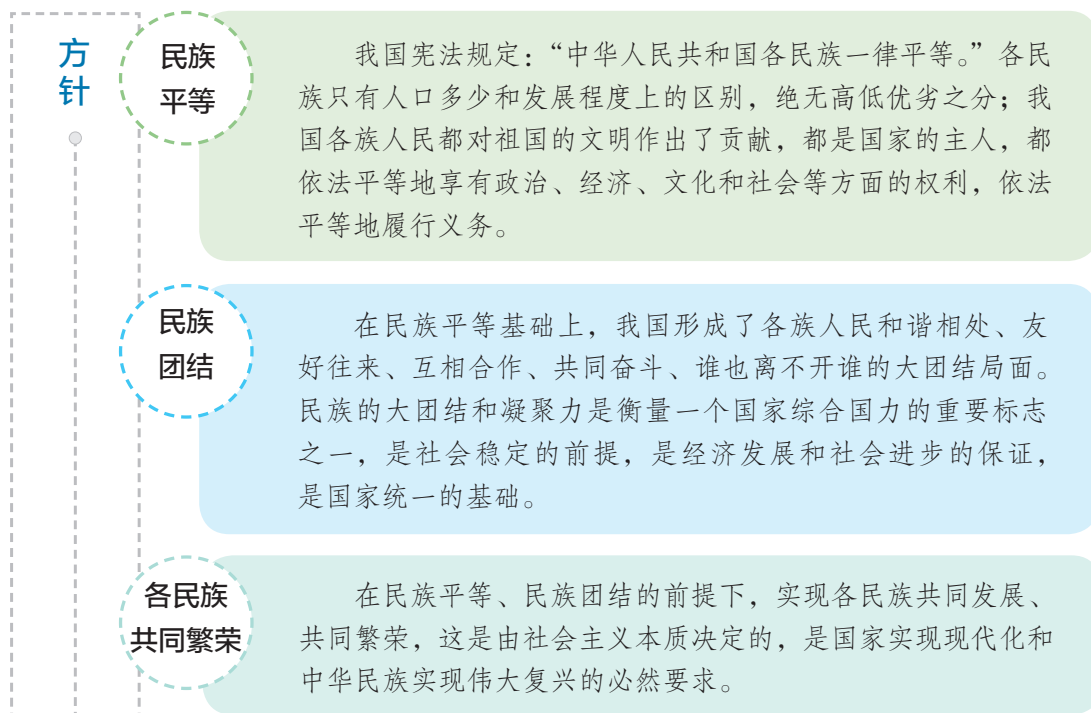 方
针
民族
平等
我国宪法规定：“中华人民共和国各民族一律平等。”各民
族只有人口多少和发展程度上的区别，绝无高低优劣之分；我
国各族人民都对祖国的文明作出了贡献，都是国家的主人，都
依法平等地享有政治、经济、文化和社会等方面的权利，依法
平等地履行义务。
民族
团结
在民族平等基础上，我国形成了各族人民和谐相处、友
好往来、互相合作、共同奋斗、谁也离不开谁的大团结局面。
民族的大团结和凝聚力是衡量一个国家综合国力的重要标志
之一，是社会稳定的前提，是经济发展和社会进步的保证，
是国家统一的基础。
各民族
共同繁荣
在民族平等、民族团结的前提下，实现各民族共同发展、
共同繁荣，这是由社会主义本质决定的，是国家实现现代化和
中华民族实现伟大复兴的必然要求。